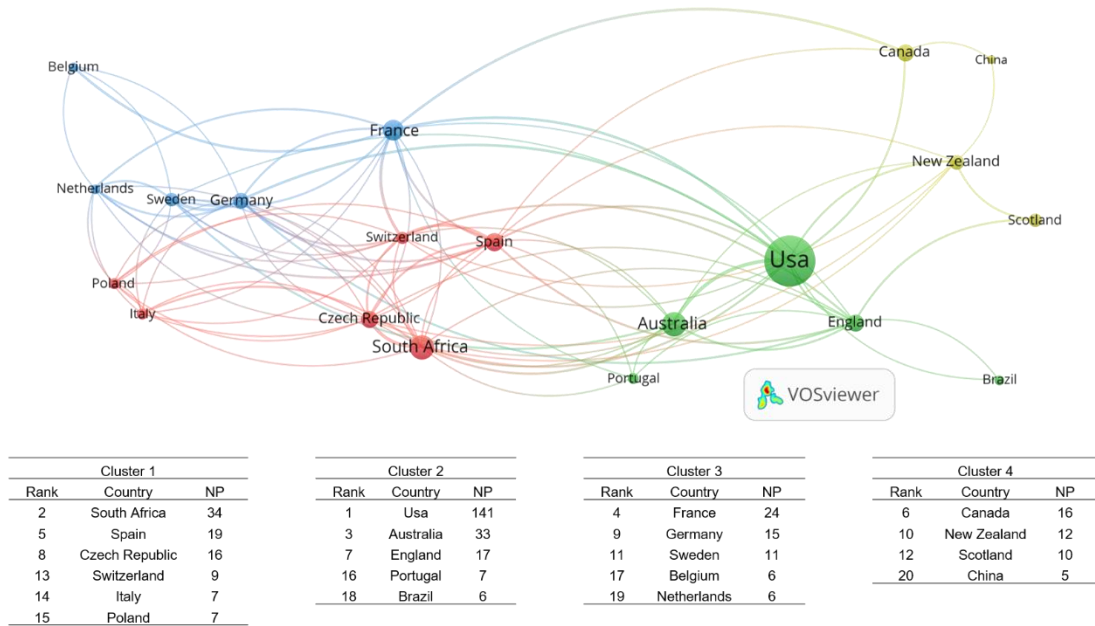 Belgium
Canada
China
France
New Zealand
Netherlands
Sweden
Germany
Scotland
Switzerland
Spain
Usa
Poland
Italy
Czech Republic
Australia
England
South Africa
Portugal
Brazil
VOSviewer
Cluster 1
Rank Country NP
2 South Africa 34
5 Spain 19
8 Czech Republic 16
13 Switzerland 9
14 Italy 7
15 Poland 7
Cluster 2
Rank Country NP
1 Usa 141
3 Australia 33
7 England 17
16 Portugal 7
18 Brazil 6
Cluster 3
Rank Country NP
4 France 24
9 Germany 15
11 Sweden 11
17 Belgium 6
19 Netherlands 6
Cluster 4
Rank Country NP
6 Canada 16
10 New Zealand 12
12 Scotland 10
20 China 5